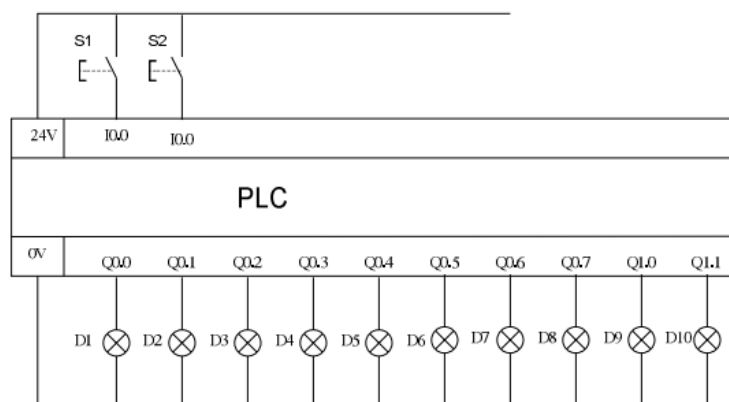 S1 S2
24V I0.0 I0.0
PLC
0V Q0.0 Q0.1 Q0.2 Q0.3 Q0.4 Q0.5 Q0.6 Q0.7 Q1.0 Q1.1
D1 D2 D3 D4 D5 D6 D7 D8 D9 D10